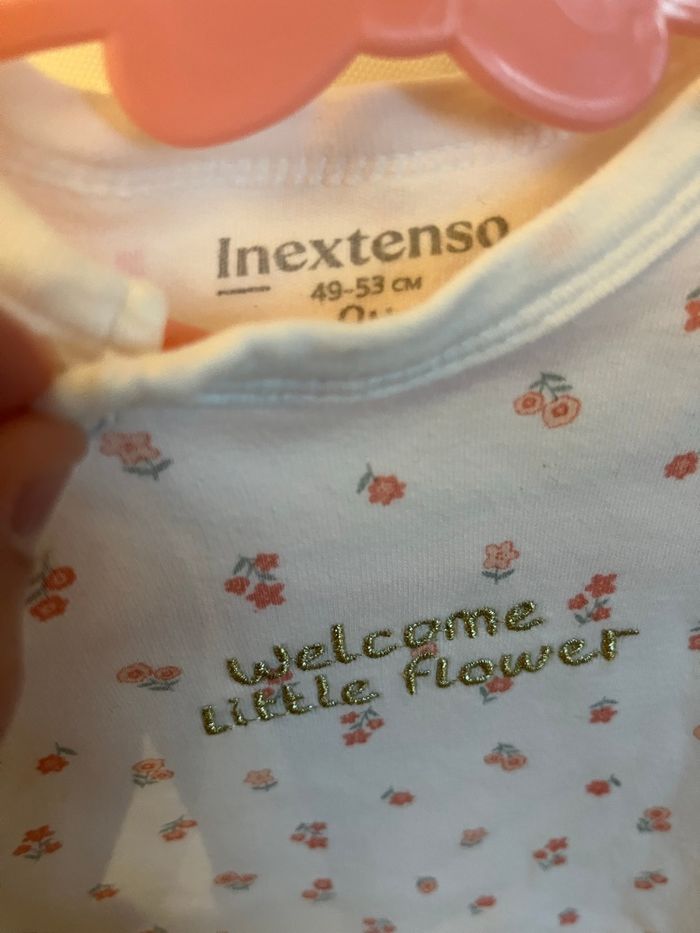 Inextenso
49-53 CM
Welcome
Little flower